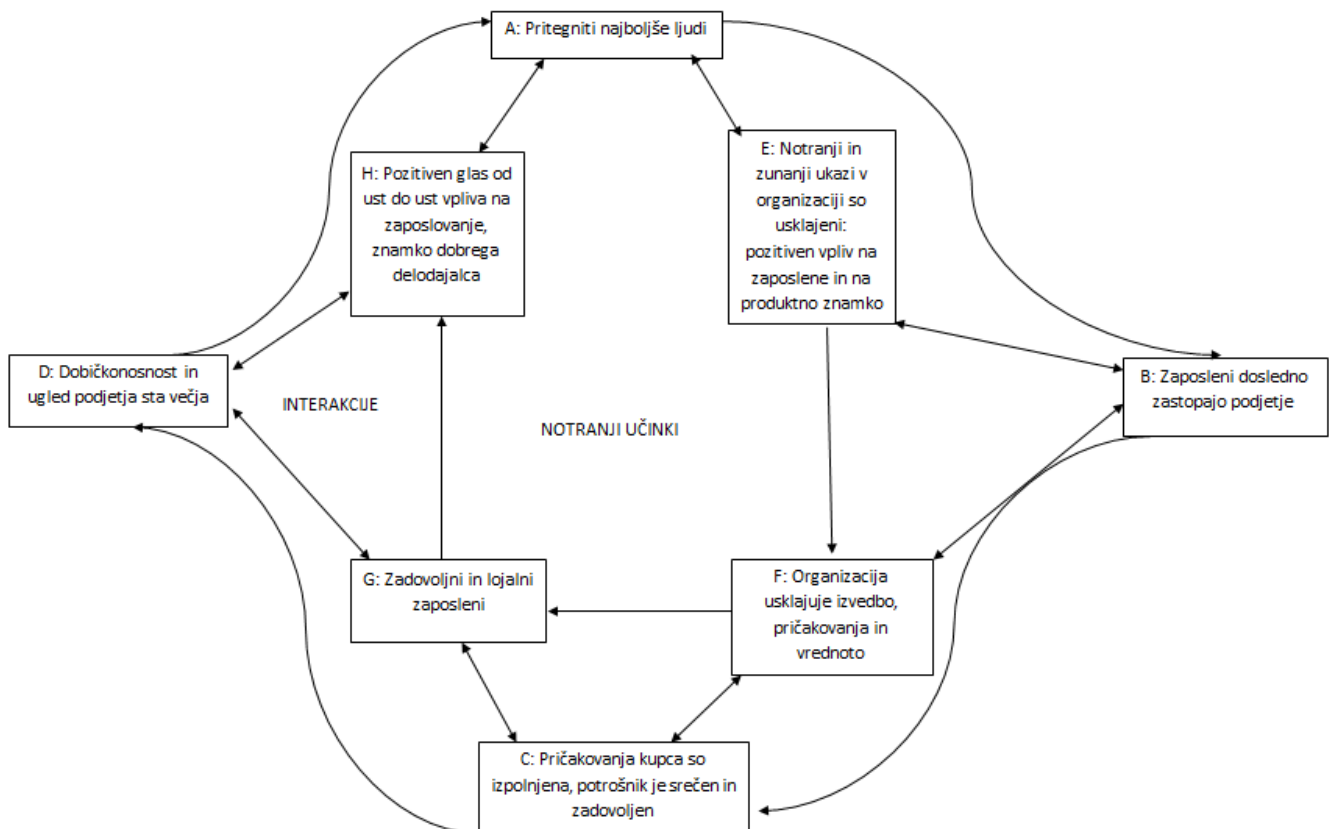 A: Pritegniti najboljše ljudi
H: Pozitiven glas od
ust do ust vpliva na
zaposlovanje,
znamko dobrega
delodajalca
E: Notranji in
zunanji ukazi v
organizaciji so
usklajeni:
pozitiven vpliv na
zaposlene in na
produktno znamko
D: Dobičkonosnost in
ugled podjetja sta večja
B: Zaposleni dosledno
zastopajo podjetje
INTERAKCIJE
NOTRANJI UČINKI
G: Zadovoljni in lojalni
zaposleni
F: Organizacija
usklajuje izvedbo,
pričakovanja in
vrednoto
C: Pričakovanja kupca so
izpolnjena, potrošnik je srečen in
zadovoljen